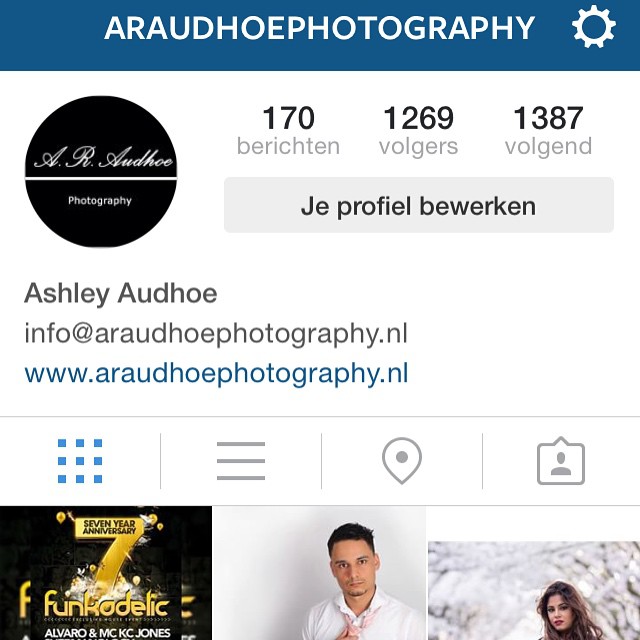 ARAUDHOEPHOTOGRAPHY
A. R. Audhoe
Photography
170 1269 1387
berichten volgers volgend
Je profiel bewerken
Ashley Audhoe
info@araudhoephotography.nl
www.araudhoephotography.nl
SEVEN YEAR
ANNIVERSARY
7
funkadelic
ALVARO & MC KC JONES